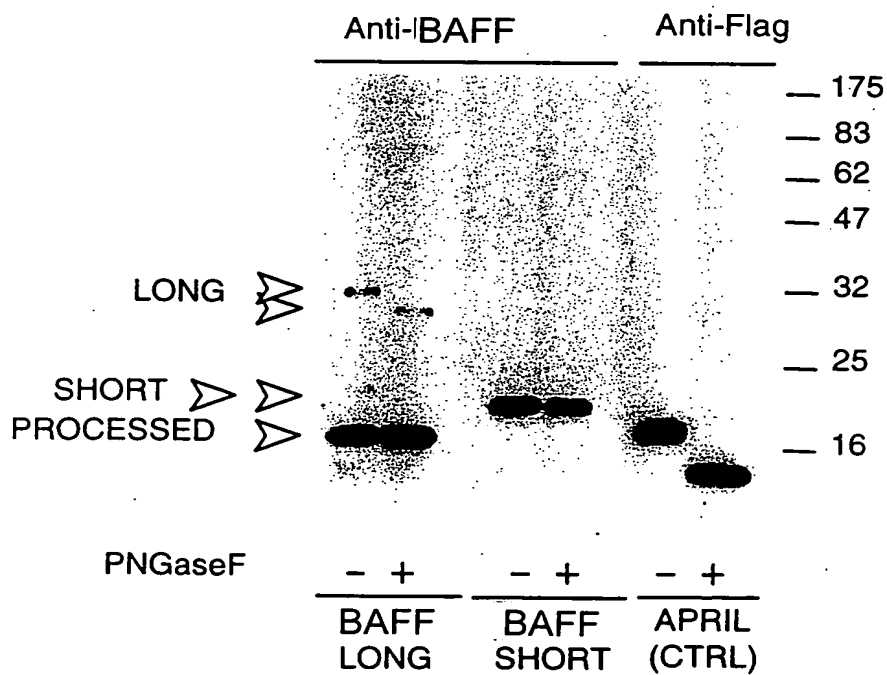 Anti-BAFF Anti-Flag
175
83
62
47
LONG 32
25
SHORT
PROCESSED 16
PNGaseF - + - + - +
BAFF BAFF APRIL
LONG SHORT (CTRL)